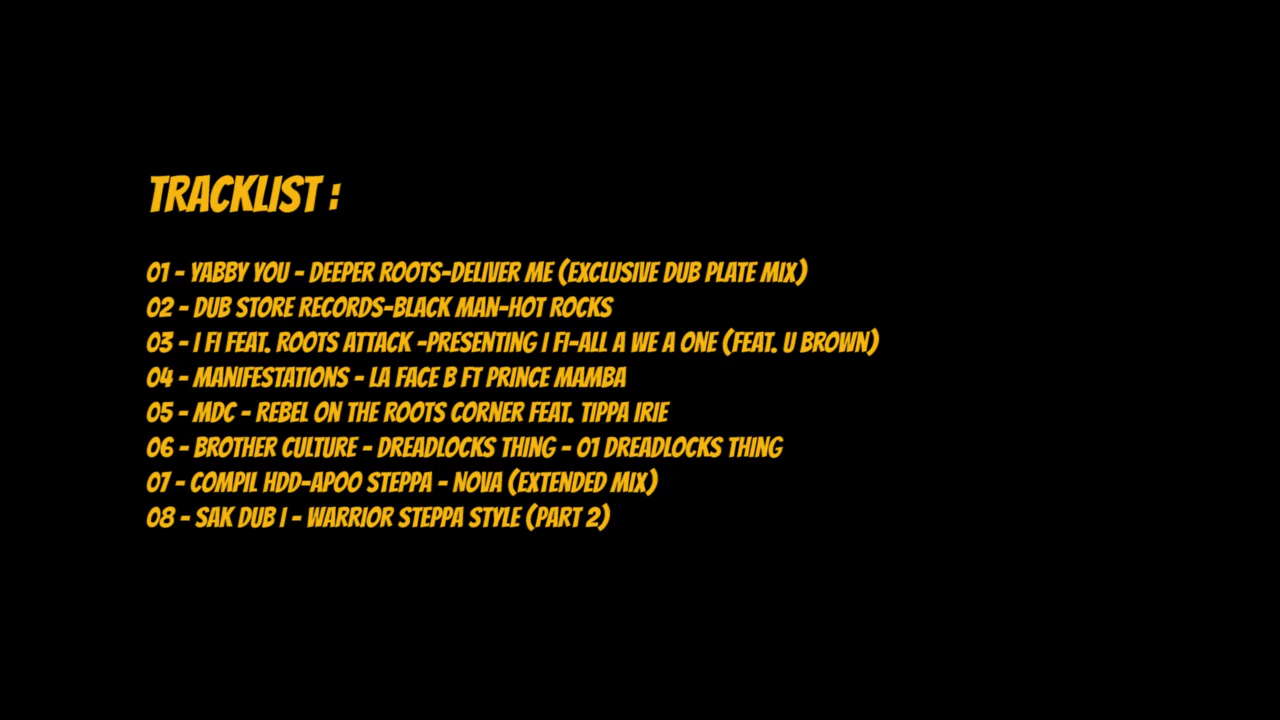 TRACKLIST :
01 - YABBY YOU - DEEPER ROOTS-DELIVER ME (EXCLUSIVE DUB PLATE MIX)
02 - DUB STORE RECORDS-BLACK MAN-HOT ROCKS
03 - I FI FEAT. ROOTS ATTACK -PRESENTING I FI-ALL A WE A ONE (FEAT. U BROWN)
04 - MANIFESTATIONS - LA FACE B FT PRINCE MAMBA
05 - MDC - REBEL ON THE ROOTS CORNER FEAT. TIPPA IRIE
06 - BROTHER CULTURE - DREADLOCKS THING - 01 DREADLOCKS THING
07 - COMPIL HDD-APOO STEPPA - NOVA (EXTENDED MIX)
08 - SAK DUB I - WARRIOR STEPPA STYLE (PART 2)